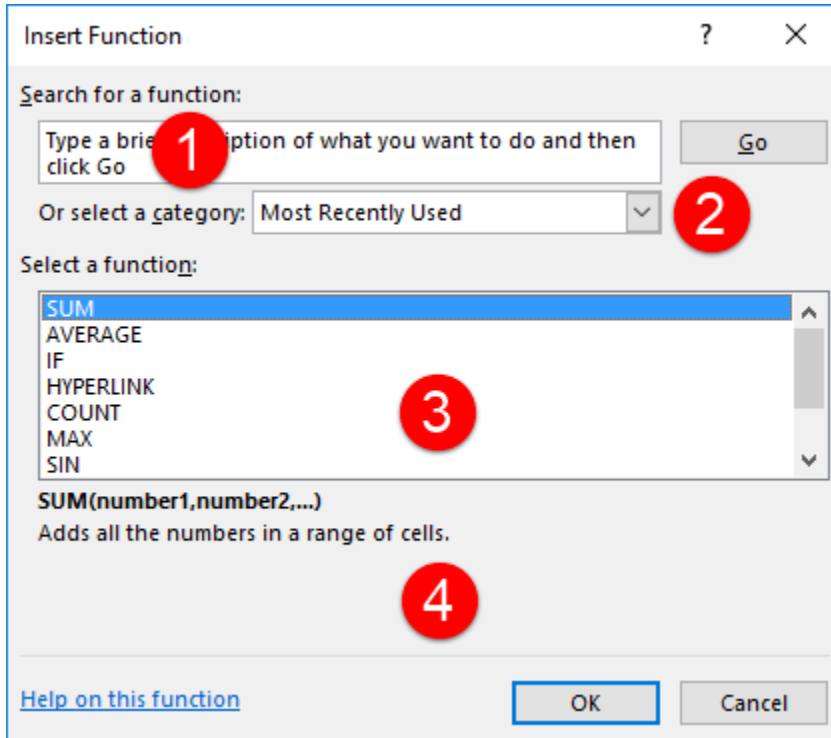 Insert Function
?
Search for a function:
Type a brie 1 iption of what you want to do and then
click Go
Go
Or select a category: Most Recently Used
2
Select a function:
SUM
AVERAGE
IF
HYPERLINK
COUNT
MAX
SIN
3
SUM(number1,number2,...)
Adds all the numbers in a range of cells.
4
Help on this function
OK
Cancel